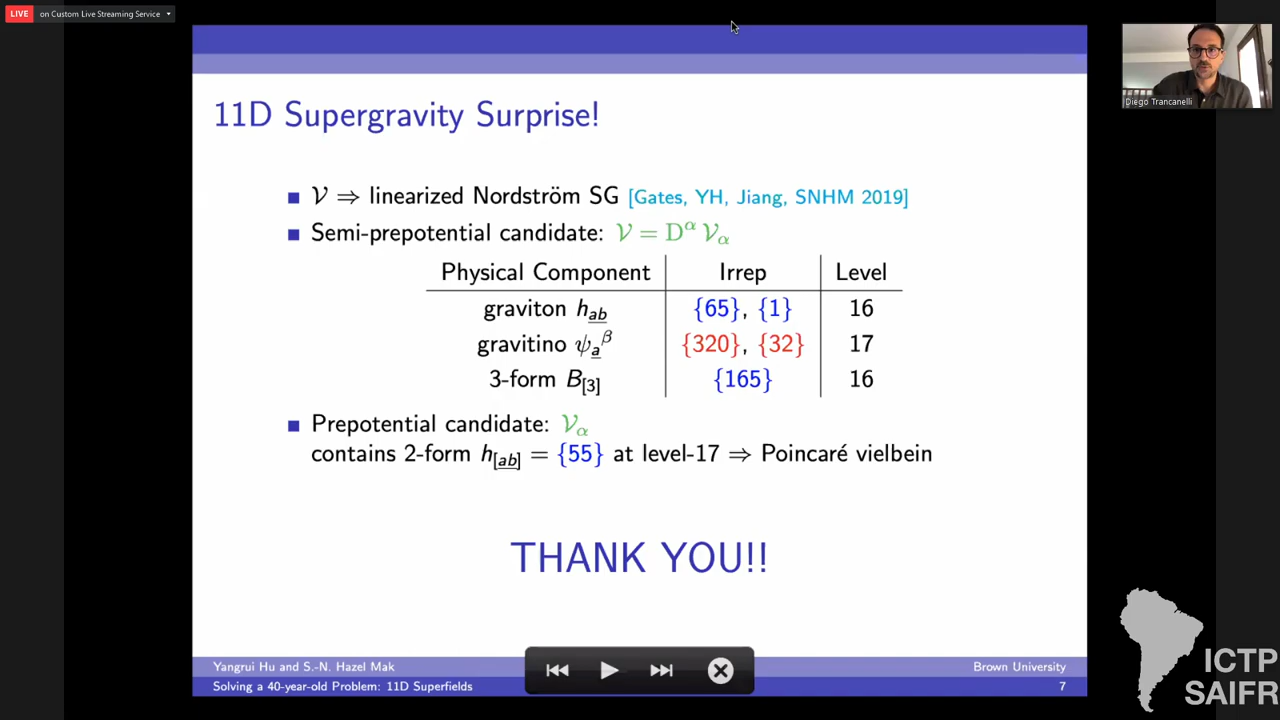 LIVE on Custom Live Streaming Service
Diego Trancanelli
11D Supergravity Surprise!
𝒱 ⇒ linearized Nordström SG [Gates, YH, Jiang, SNHM 2019]
Semi-prepotential candidate: 𝒱 = D^α 𝒱_α
Physical Component Irrep Level
graviton h_ab {65}, {1} 16
gravitino ψ_a^β {320}, {32} 17
3-form B_[3] {165} 16
Prepotential candidate: 𝒱_α
contains 2-form h_[ab] = {55} at level-17 ⇒ Poincaré vielbein
THANK YOU!!
Yangrui Hu and S.-N. Hazel Mak Brown University
Solving a 40-year-old Problem: 11D Superfields 7
ICTP
SAIFR